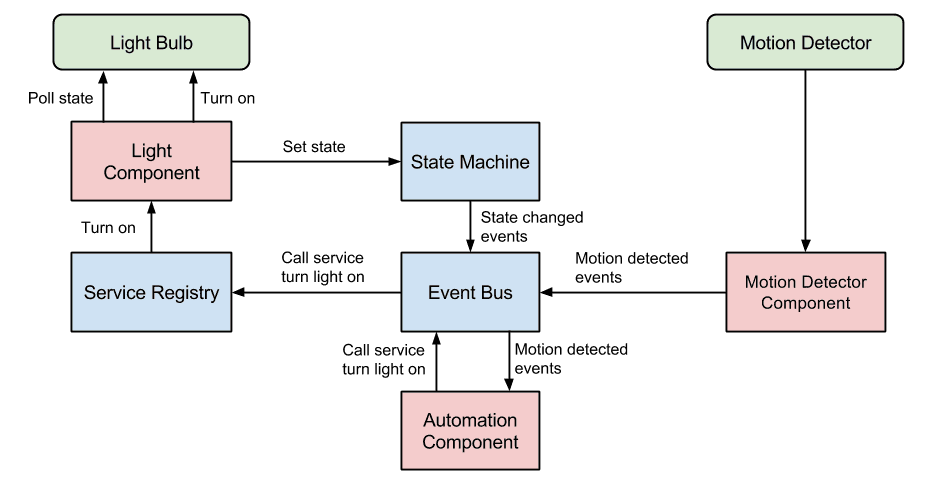 Light Bulb
Motion Detector
Poll state
Turn on
Light
Component
Set state
State Machine
Turn on
State changed
events
Service Registry
Call service
turn light on
Event Bus
Motion detected
events
Motion Detector
Component
Call service
turn light on
Motion detected
events
Automation
Component